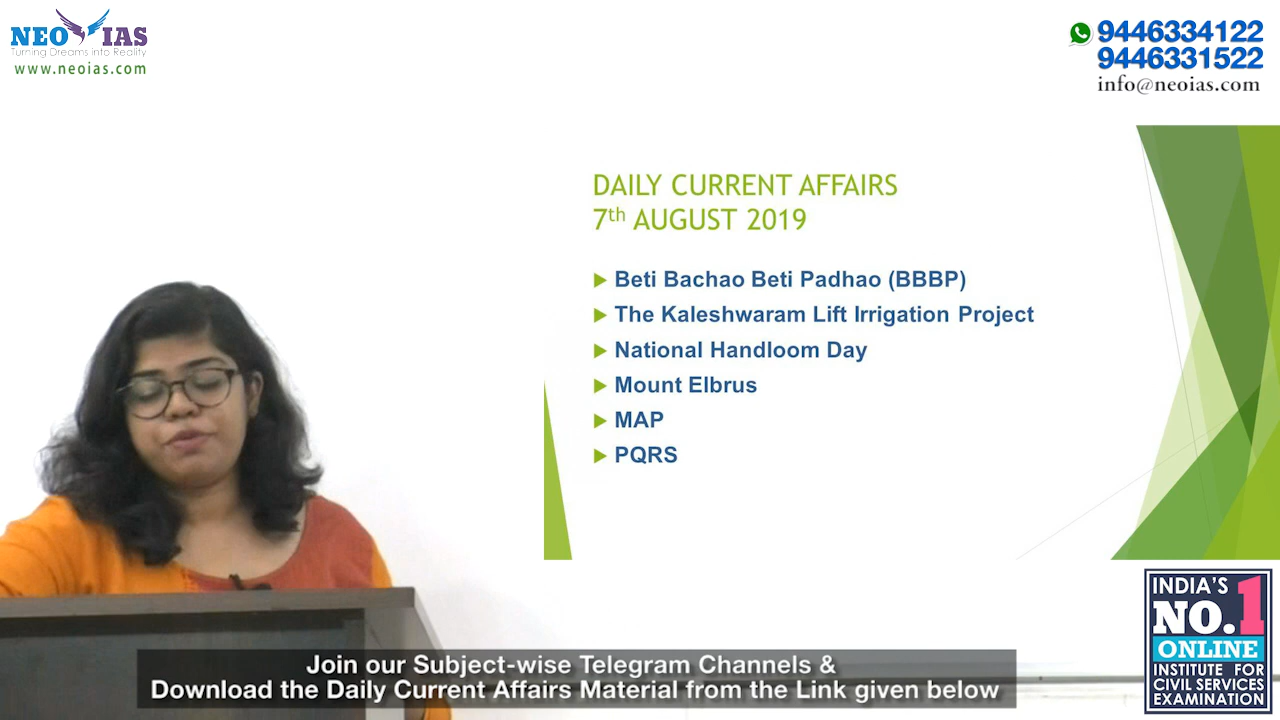 NEO IAS
Turning Dreams into Reality
www.neoias.com
9446334122
9446331522
info@neoias.com
DAILY CURRENT AFFAIRS
7th AUGUST 2019
Beti Bachao Beti Padhao (BBBP)
The Kaleshwaram Lift Irrigation Project
National Handloom Day
Mount Elbrus
MAP
PQRS
INDIA'S
NO.1
ONLINE
INSTITUTE FOR
CIVIL SERVICES
EXAMINATION
Join our Subject-wise Telegram Channels &
Download the Daily Current Affairs Material from the Link given below